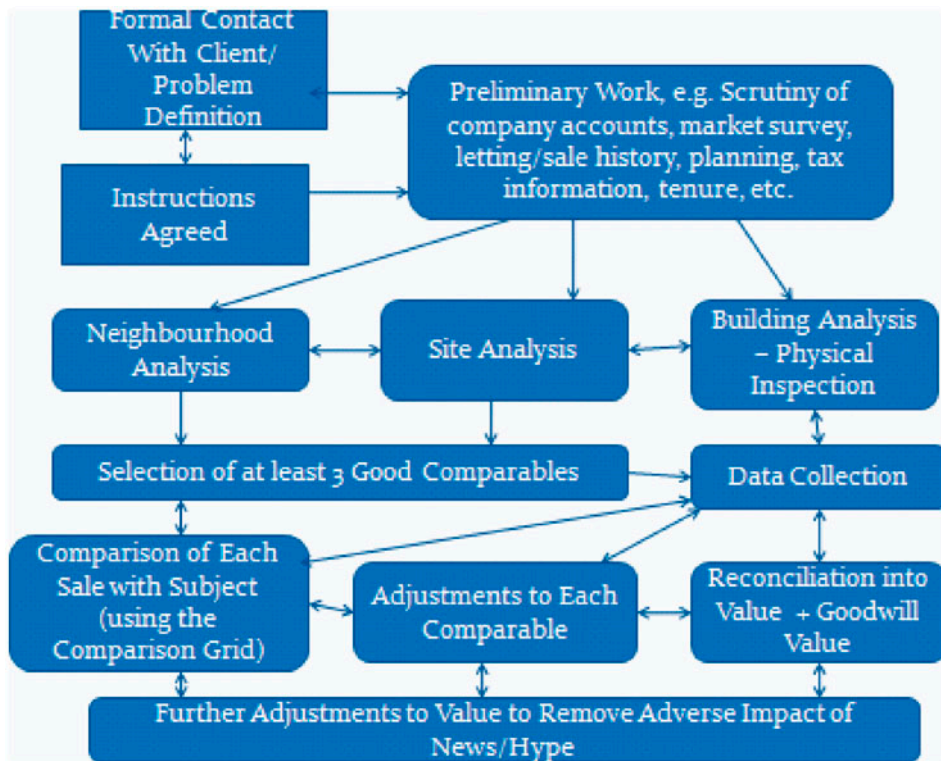 Formal Contact
With Client/
Problem
Definition
Preliminary Work, e.g. Scrutiny of
company accounts, market survey,
letting/sale history, planning, tax
information, tenure, etc.
Instructions
Agreed
Neighbourhood
Analysis
Site Analysis
Building Analysis
– Physical
Inspection
Selection of at least 3 Good Comparables
Data Collection
Comparison of Each
Sale with Subject
(using the
Comparison Grid)
Adjustments to Each
Comparable
Reconciliation into
Value + Goodwill
Value
Further Adjustments to Value to Remove Adverse Impact of
News/Hype